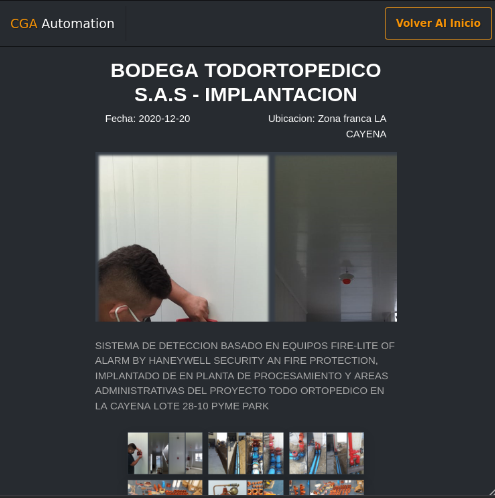 CGA Automation
Volver Al Inicio
BODEGA TODORTOPEDICO
S.A.S - IMPLANTACION
Fecha: 2020-12-20
Ubicacion: Zona franca LA
CAYENA
SISTEMA DE DETECCION BASADO EN EQUIPOS FIRE-LITE OF
ALARM BY HANEYWELL SECURITY AN FIRE PROTECTION,
IMPLANTADO DE EN PLANTA DE PROCESAMIENTO Y AREAS
ADMINISTRATIVAS DEL PROYECTO TODO ORTOPEDICO EN
LA CAYENA LOTE 28-10 PYME PARK